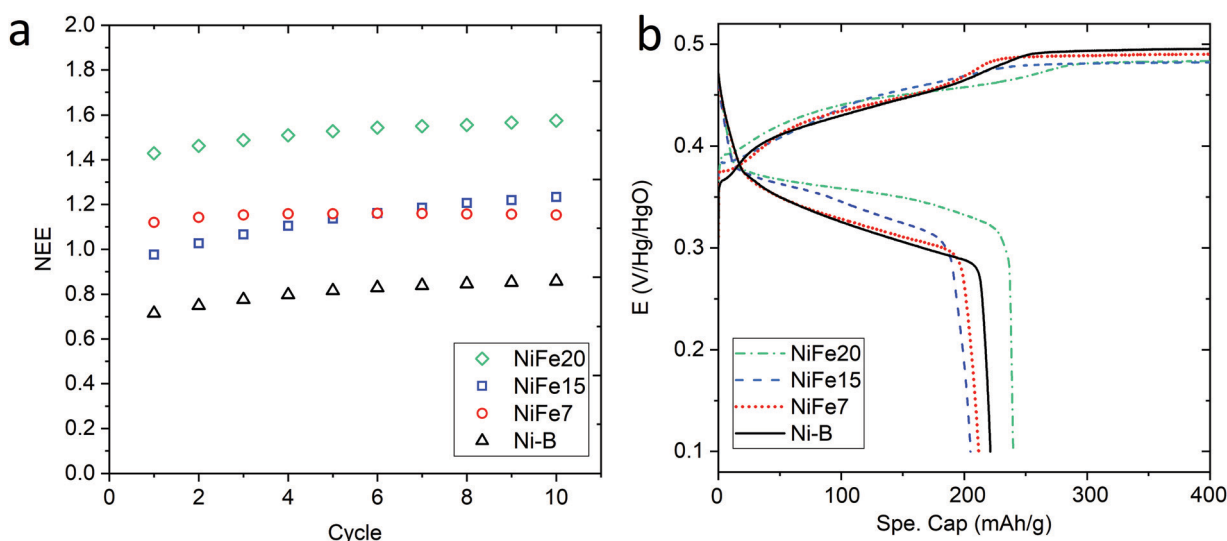 a
2.0
1.8
1.6
1.4
1.2
1.0
0.8
0.6
0.4
0.2
0.0
NEE
0 2 4 6 8 10
Cycle
NiFe20
NiFe15
NiFe7
Ni-B
b
0.5
0.4
0.3
0.2
0.1
E (V/Hg/HgO)
0 100 200 300 400
Spe. Cap (mAh/g)
NiFe20
NiFe15
NiFe7
Ni-B